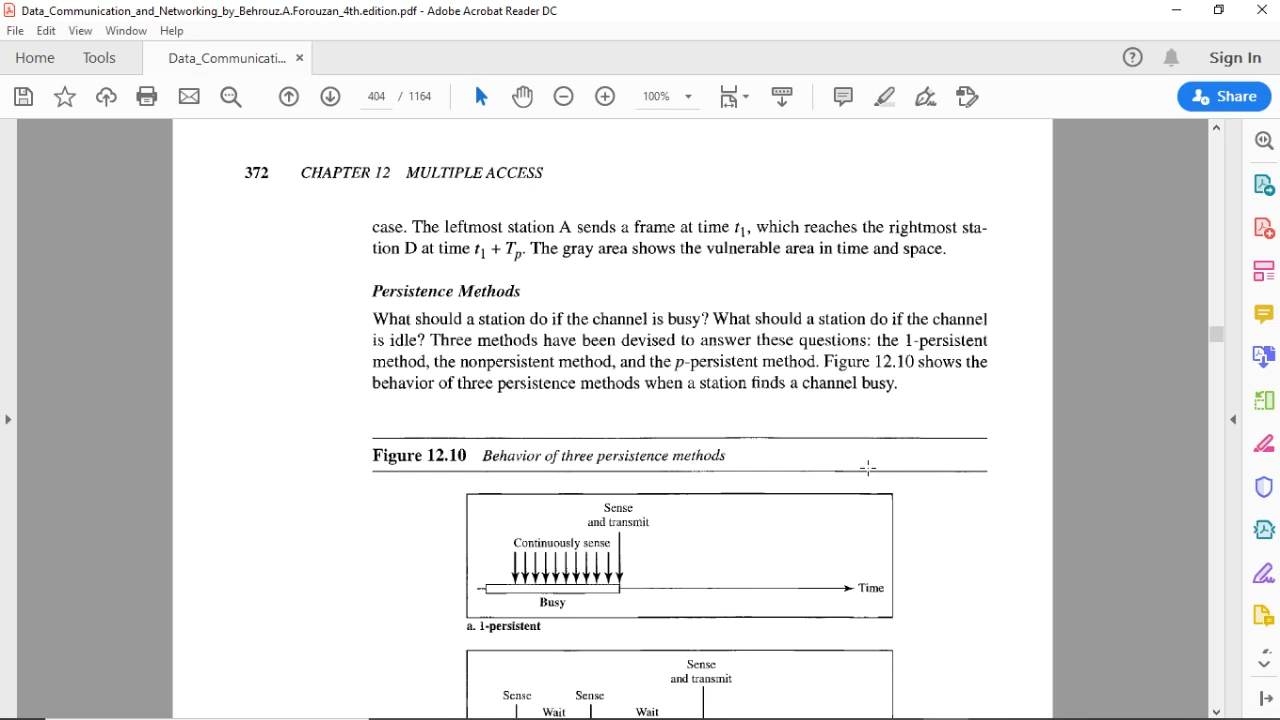 Data_Communication_and_Networking_by_Behrouz.A.Forouzan_4th.edition.pdf - Adobe Acrobat Reader DC
File Edit View Window Help
Home Tools Data_Communicati... × Sign In
404 / 1164 100% Share
372 CHAPTER 12 MULTIPLE ACCESS
case. The leftmost station A sends a frame at time t1, which reaches the rightmost sta-
tion D at time t1 + Tp. The gray area shows the vulnerable area in time and space.
Persistence Methods
What should a station do if the channel is busy? What should a station do if the channel
is idle? Three methods have been devised to answer these questions: the 1-persistent
method, the nonpersistent method, and the p-persistent method. Figure 12.10 shows the
behavior of three persistence methods when a station finds a channel busy.
Figure 12.10 Behavior of three persistence methods
Sense
and transmit
Continuously sense
Time
Busy
a. 1-persistent
Sense
and transmit
Sense Sense
Wait Wait